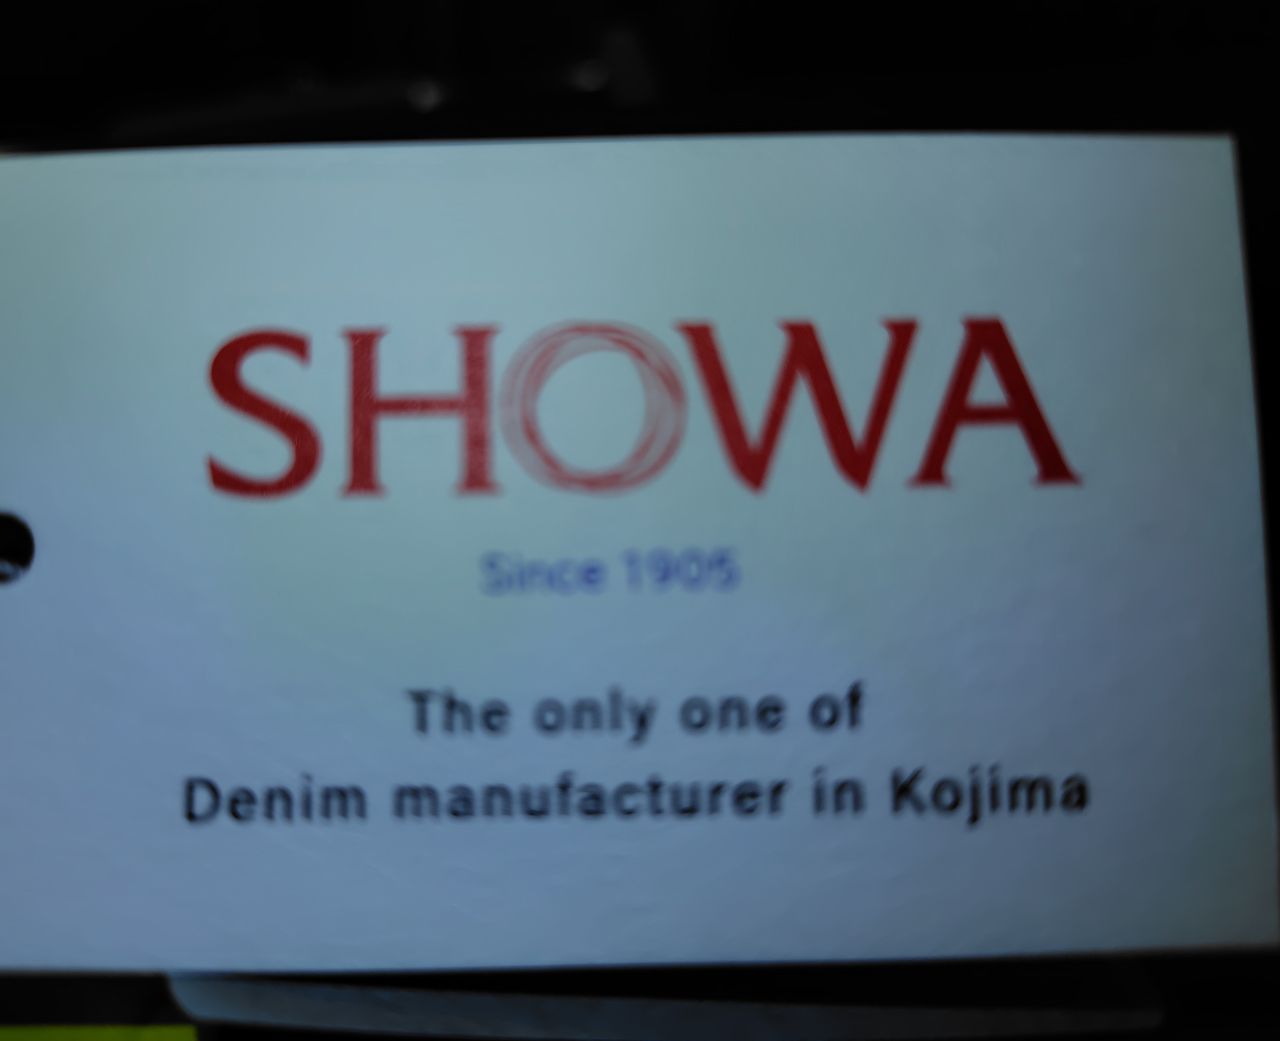 SHOWA
Since 1905
The only one of
Denim manufacturer in Kojima